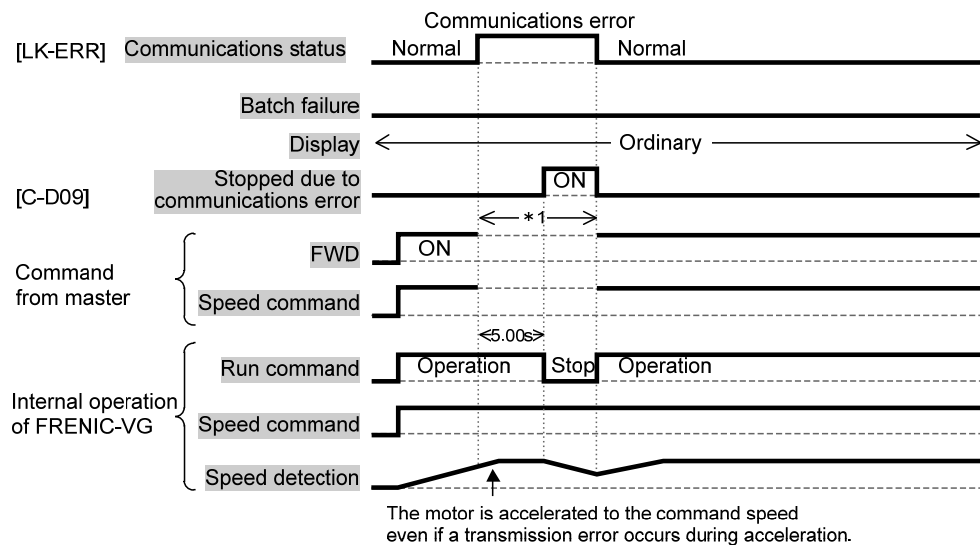 Communications error
[LK-ERR] Communications status Normal Normal
Batch failure
Display Ordinary
Stopped due to
communications error ON
[C-D09]
*1
FWD ON
Command
from master
Speed command
5.00s
Run command Operation Stop Operation
Internal operation
of FRENIC-VG
Speed command
Speed detection
The motor is accelerated to the command speed
even if a transmission error occurs during acceleration.